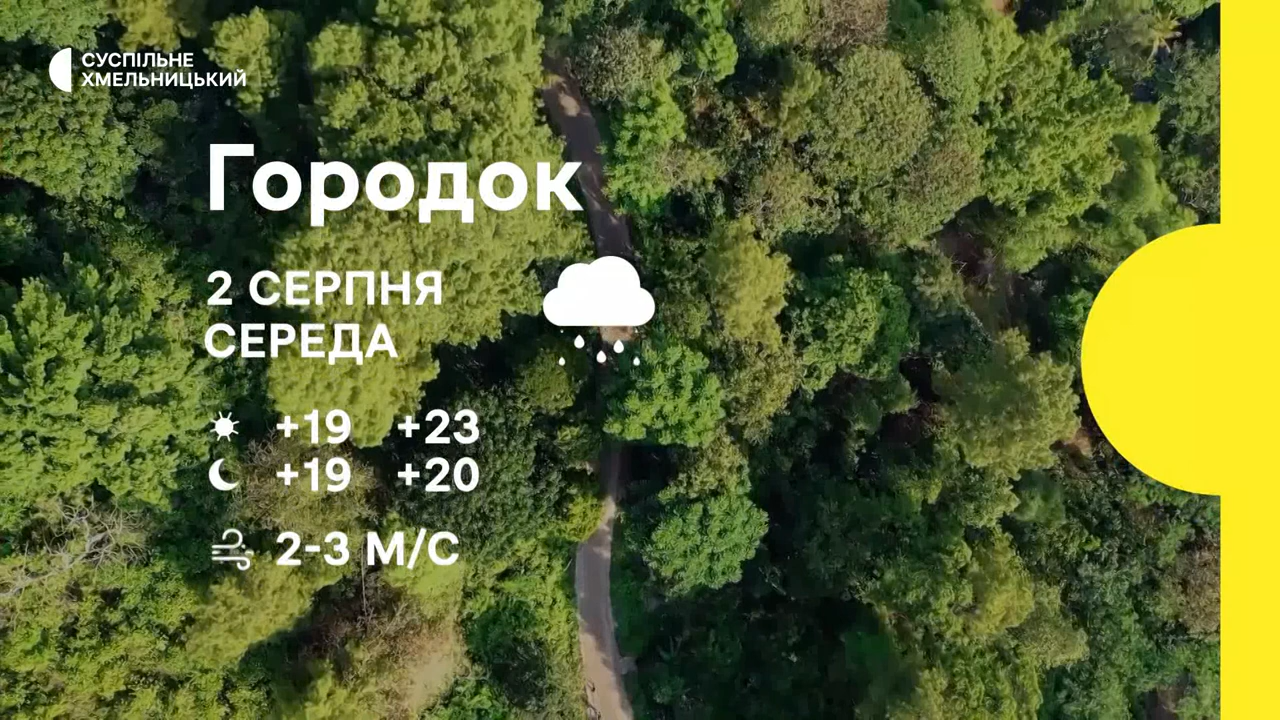 СУСПІЛЬНЕ
ХМЕЛЬНИЦЬКИЙ
Городок
2 СЕРПНЯ
СЕРЕДА
+19 +23
+19 +20
2-3 М/С